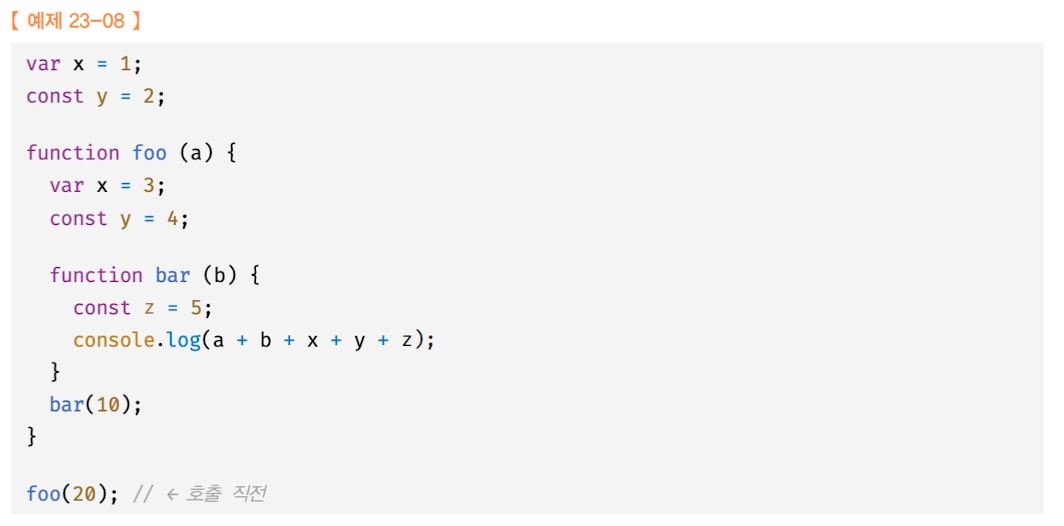 【 예제 23-08 】
var x = 1;
const y = 2;
function foo (a) {
var x = 3;
const y = 4;
function bar (b) {
const z = 5;
console.log(a + b + x + y + z);
}
bar(10);
}
foo(20); // ← 호출 직전